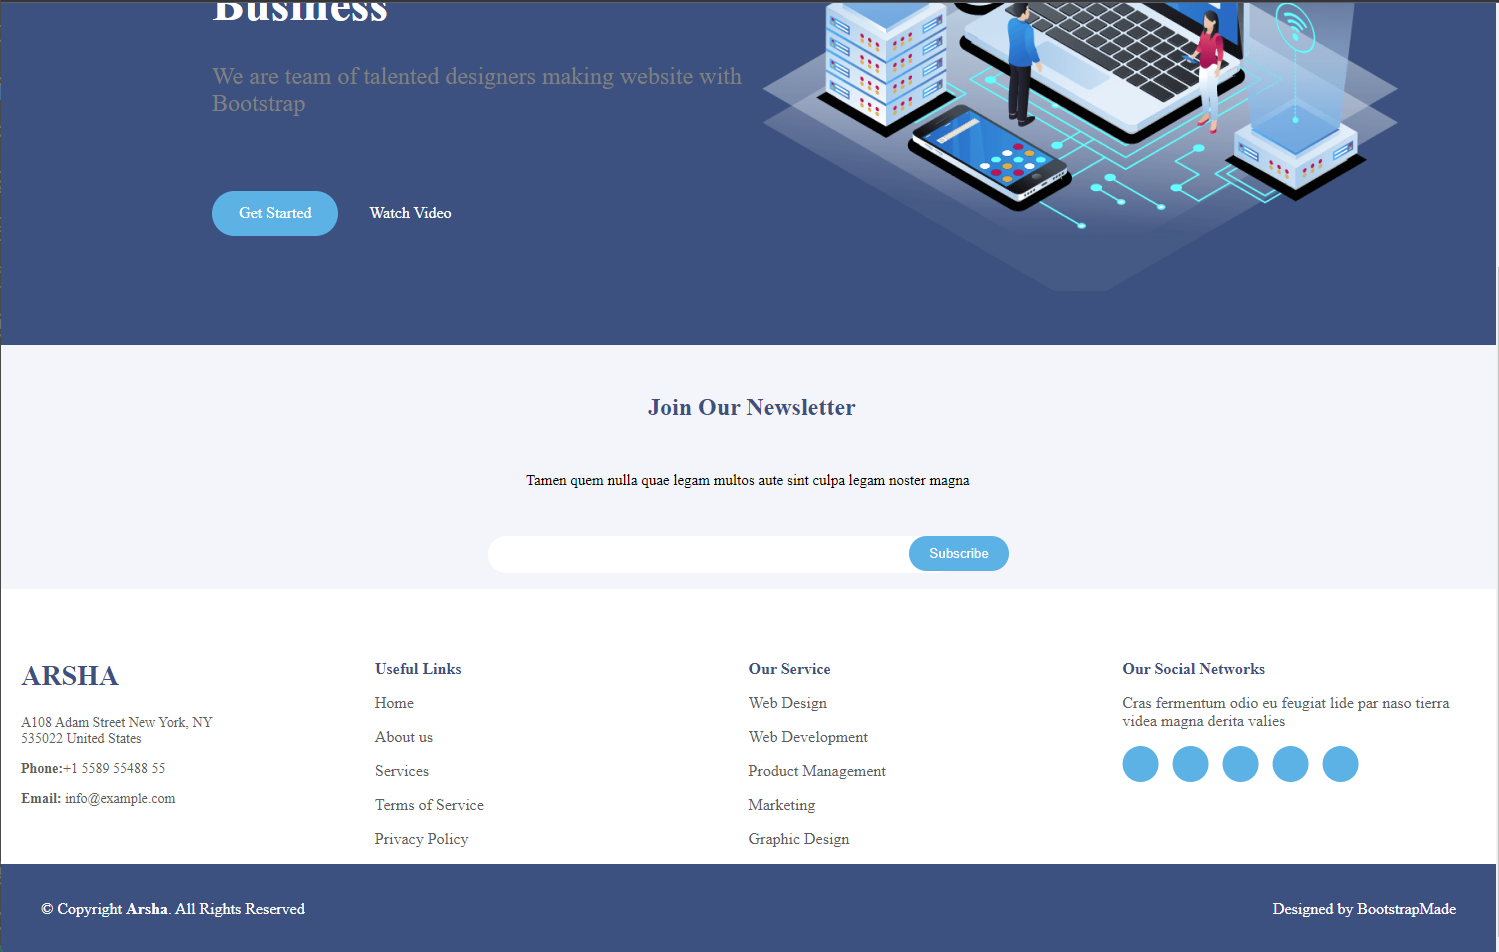 Business
We are team of talented designers making website with
Bootstrap
Get Started
Watch Video
Join Our Newsletter
Tamen quem nulla quae legam multos aute sint culpa legam noster magna
Subscribe
ARSHA
A108 Adam Street New York, NY
535022 United States
Phone:+1 5589 55488 55
Email: info@example.com
Useful Links
Home
About us
Services
Terms of Service
Privacy Policy
Our Service
Web Design
Web Development
Product Management
Marketing
Graphic Design
Our Social Networks
Cras fermentum odio eu feugiat lide par naso tierra
videa magna derita valies
© Copyright Arsha. All Rights Reserved
Designed by BootstrapMade